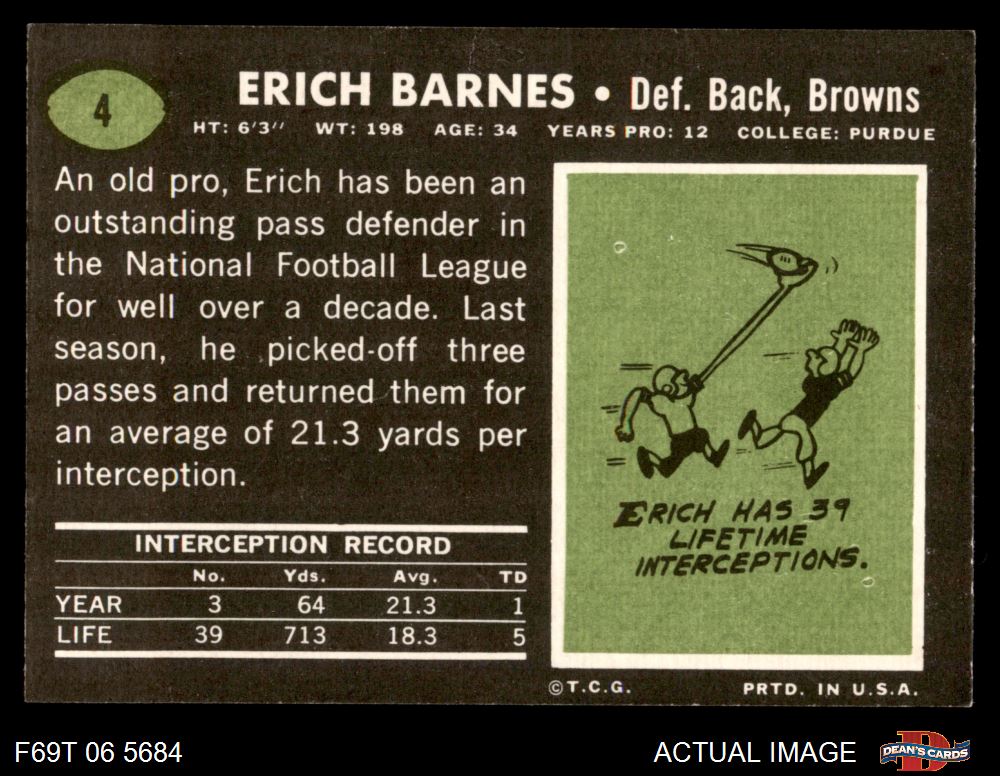 4
ERICH BARNES • Def. Back, Browns
HT: 6'3" WT: 198 AGE: 34 YEARS PRO: 12 COLLEGE: PURDUE
An old pro, Erich has been an
outstanding pass defender in
the National Football League
for well over a decade. Last
season, he picked-off three
passes and returned them for
an average of 21.3 yards per
interception.
INTERCEPTION RECORD
No. Yds. Avg. TD
YEAR 3 64 21.3 1
LIFE 39 713 18.3 5
ERICH HAS 39
LIFETIME
INTERCEPTIONS.
©T.C.G. PRTD. IN U.S.A.
F69T 06 5684 ACTUAL IMAGE
D
DEAN'S CARDS